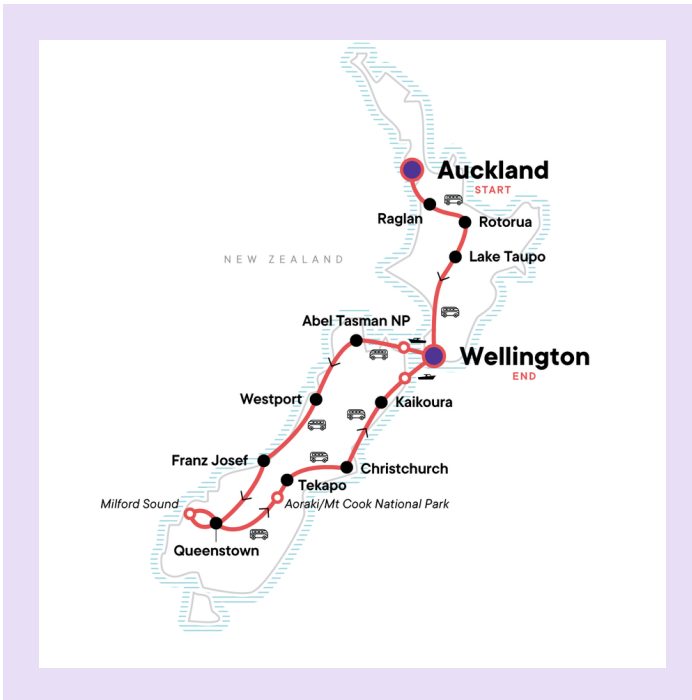 Auckland
START
Raglan
Rotorua
Lake Taupo
NEW ZEALAND
Abel Tasman NP
Wellington
END
Westport
Kaikoura
Franz Josef
Christchurch
Tekapo
Milford Sound
Aoraki/Mt Cook National Park
Queenstown